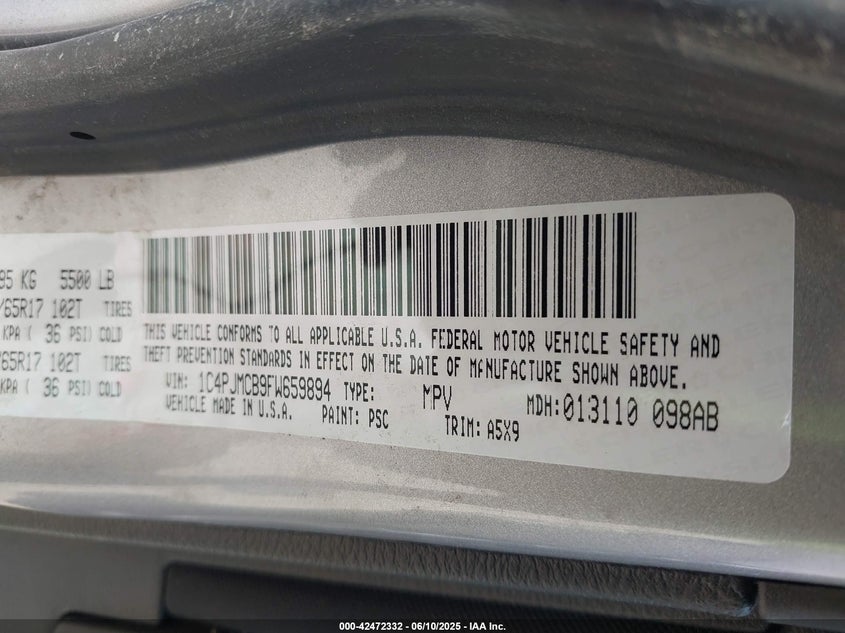 95 KG 5500 LB
/65R17 102T TIRES
KPA ( 36 PSI) COLD
/65R17 102T TIRES
KPA ( 36 PSI) COLD
THIS VEHICLE CONFORMS TO ALL APPLICABLE U.S.A. FEDERAL MOTOR VEHICLE SAFETY AND
THEFT PREVENTION STANDARDS IN EFFECT ON THE DATE OF MANUFACTURE SHOWN ABOVE.
VIN: 1C4PJMCB9FW659894 TYPE: MPV MDH:013110 098AB
VEHICLE MADE IN U.S.A. PAINT: PSC TRIM: A5X9
000-42472332 - 06/10/2025 - IAA Inc.